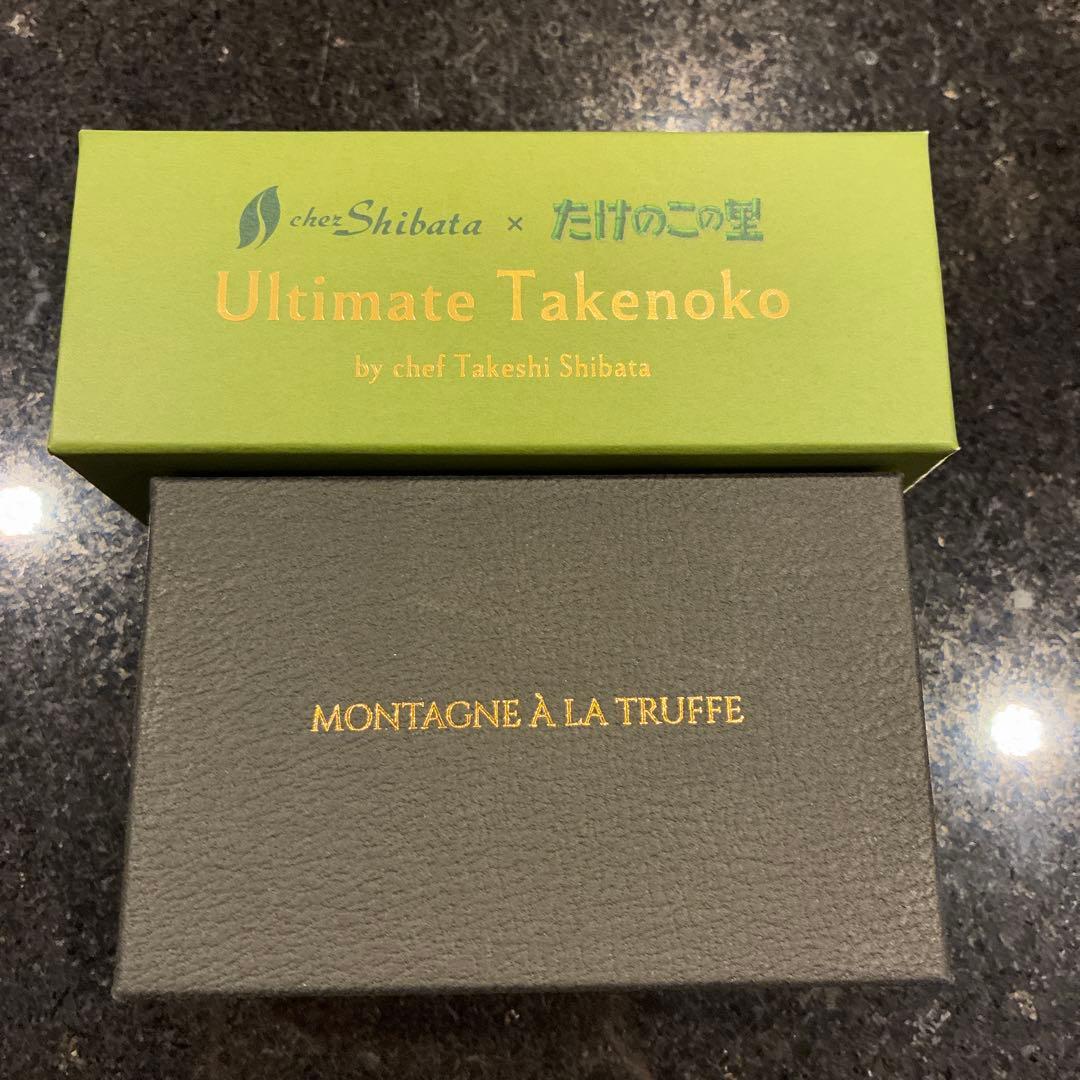 chez Shibata × たけのこの里
Ultimate Takenoko
by chef Takeshi Shibata
MONTAGNE À LA TRUFFE